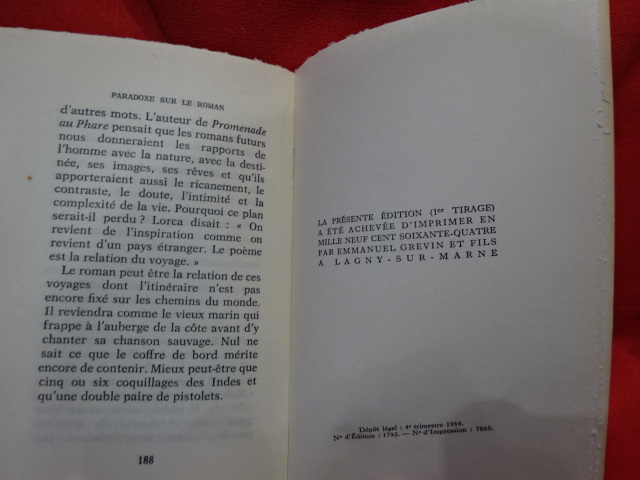 PARADOXE SUR LE ROMAN
d'autres mots. L'auteur de Promenade
au Phare pensait que les romans futurs
nous donneraient les rapports de
l'homme avec la nature, avec la desti-
née, ses images, ses rêves et qu'ils
apporteraient aussi le ricanement, le
contraste, le doute, l'intimité et la
complexité de la vie. Pourquoi ce plan
serait-il perdu ? Lorca disait : « On
revient de l'inspiration comme on
revient d'un pays étranger. Le poème
est la relation du voyage. »
Le roman peut être la relation de ces
voyages dont l'itinéraire n'est pas
encore fixé sur les chemins du monde.
Il reviendra comme le vieux marin qui
frappe à l'auberge de la côte avant d'y
chanter sa chanson sauvage. Nul ne
sait ce que le coffre de bord mérite
encore de contenir. Mieux peut-être que
cinq ou six coquillages des Indes et
qu'une double paire de pistolets.
188
LA PRÉSENTE ÉDITION (1er TIRAGE)
A ÉTÉ ACHEVÉE D'IMPRIMER EN
MILLE NEUF CENT SOIXANTE-QUATRE
PAR EMMANUEL GREVIN ET FILS
A LAGNY-SUR-MARNE
Dépôt légal : 4e trimestre 1964.
No d'Édition : 1792. — No d'Impression : 7860.